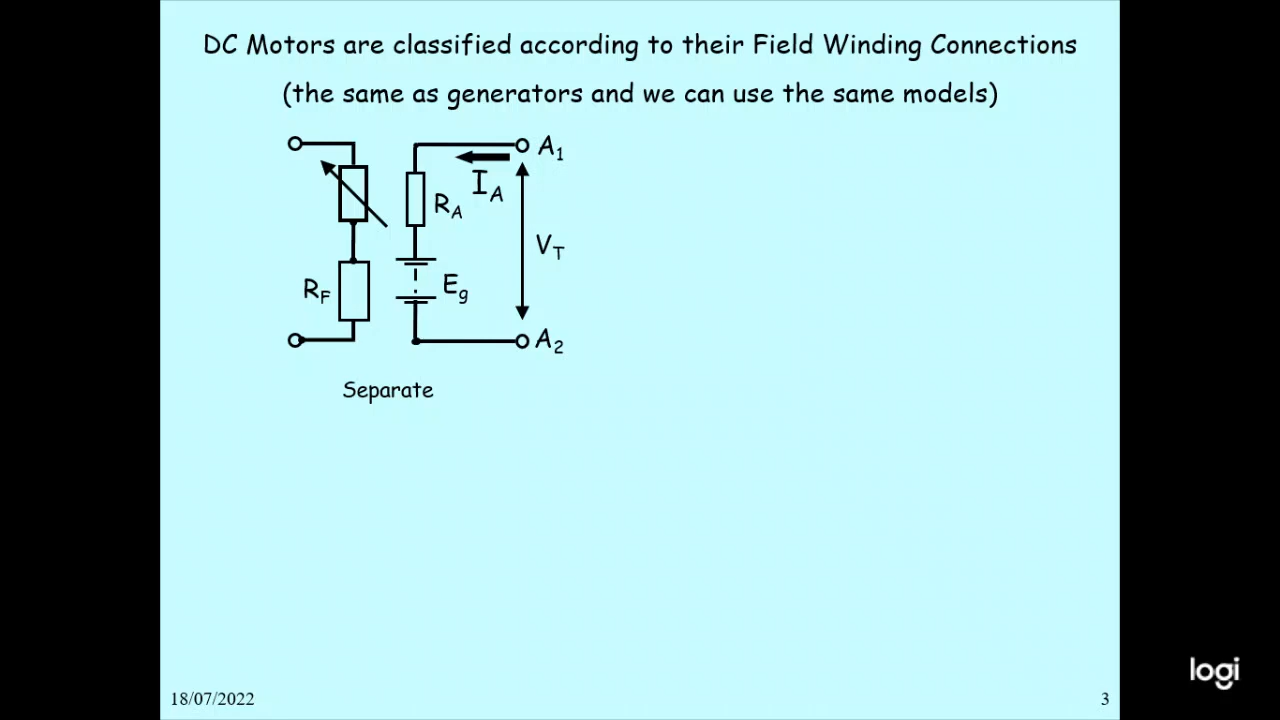 DC Motors are classified according to their Field Winding Connections
(the same as generators and we can use the same models)
A1
IA
RA
VT
RF
Eg
A2
Separate
18/07/2022
3
logi